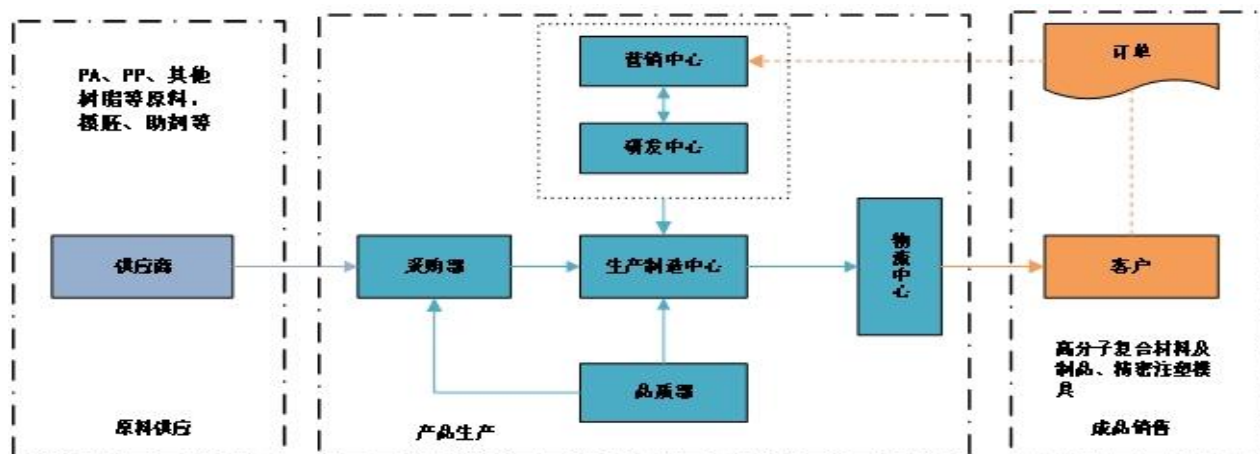 PA、PP、其他
树脂等原料，
模胚、助剂等
供应商
原料供应
营销中心
研发中心
采购部
生产制造中心
物流中心
品质部
产品生产
订单
客户
高分子复合材料及
制品、精密注塑模
具
成品销售